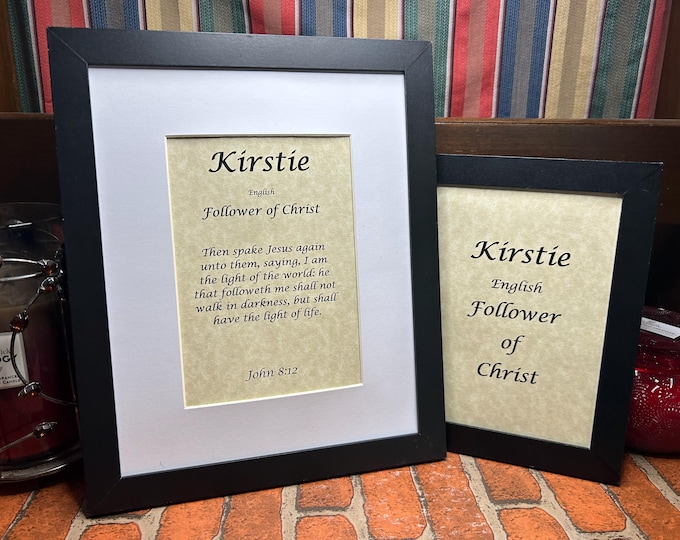 Kirstie
English
Follower of Christ
Then spake Jesus again
unto them, saying, I am
the light of the world: he
that followeth me shall not
walk in darkness, but shall
have the light of life.
John 8:12
Kirstie
English
Follower
of
Christ